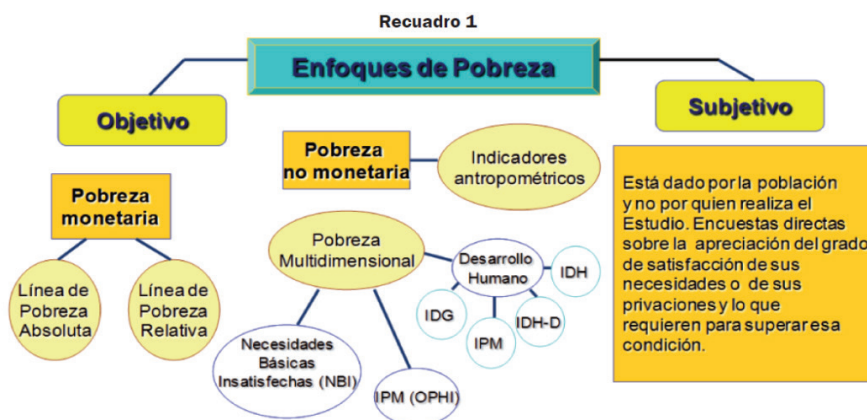 Recuadro 1
Enfoques de Pobreza
Objetivo
Subjetivo
Pobreza
monetaria
Línea de
Pobreza
Absoluta
Línea de
Pobreza
Relativa
Pobreza
no monetaria
Indicadores
antropométricos
Pobreza
Multidimensional
Necesidades
Básicas
Insatisfechas (NBI)
IPM (OPHI)
Desarrollo
Humano
IDG
IPM
IDH-D
IDH
Está dado por la población
y no por quien realiza el
Estudio. Encuestas directas
sobre la apreciación del grado
de satisfacción de sus
necesidades o de sus
privaciones y lo que
requieren para superar esa
condición.